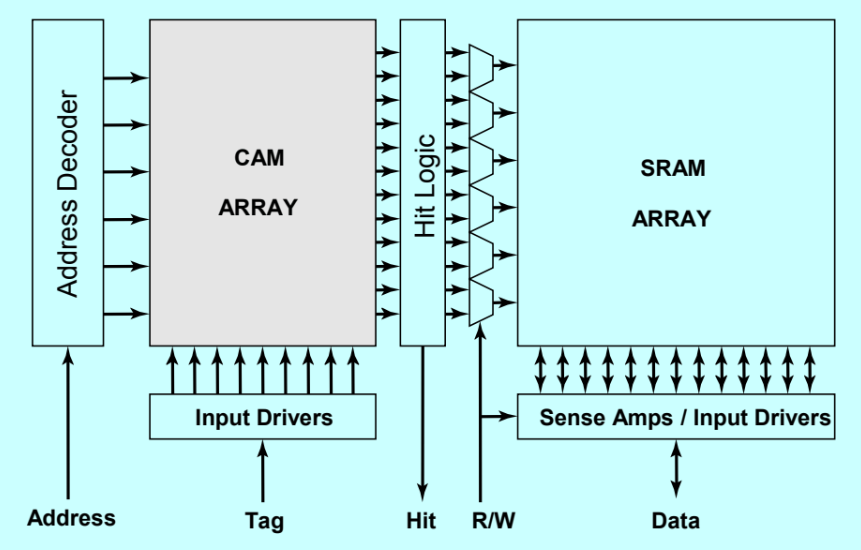 Address Decoder
CAM
ARRAY
Hit Logic
SRAM
ARRAY
Input Drivers
Sense Amps / Input Drivers
Address
Tag
Hit
R/W
Data